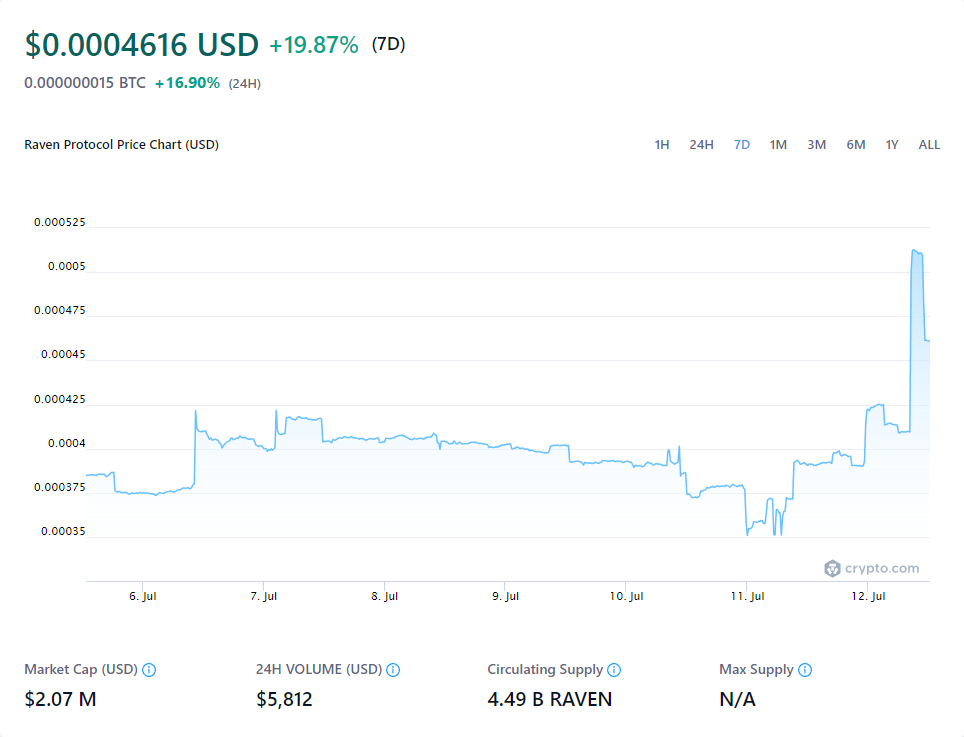 $0.0004616 USD +19.87% (7D)
0.000000015 BTC +16.90% (24H)
Raven Protocol Price Chart (USD) 1H 24H 7D 1M 3M 6M 1Y ALL
0.000525
0.0005
0.000475
0.00045
0.000425
0.0004
0.000375
0.00035
crypto.com
6. Jul 7. Jul 8. Jul 9. Jul 10. Jul 11. Jul 12. Jul
Market Cap (USD) 24H VOLUME (USD) Circulating Supply Max Supply
$2.07 M $5,812 4.49 B RAVEN N/A